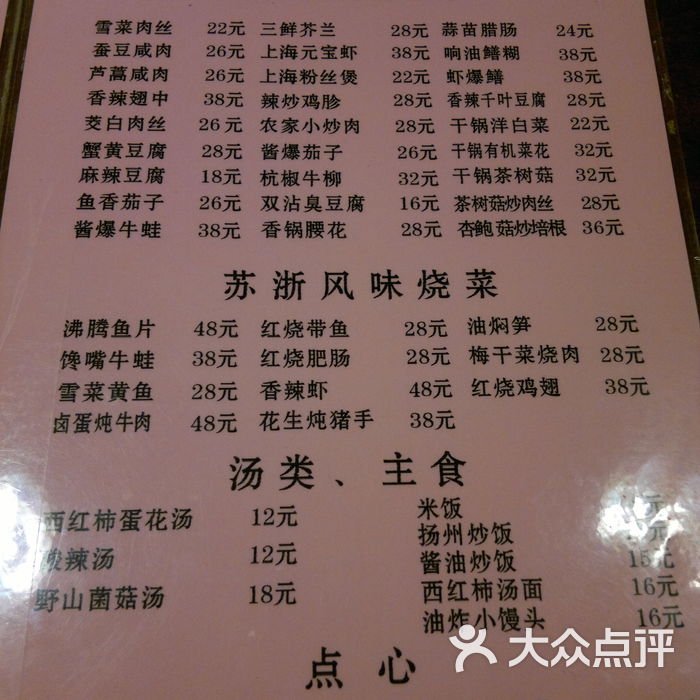 雪菜肉丝 22元 三鲜芥兰 28元 蒜苗腊肠 24元
蚕豆咸肉 26元 上海元宝虾 38元 响油鳝糊 38元
芦蒿咸肉 26元 上海粉丝煲 22元 虾爆鳝 38元
香辣翅中 38元 辣炒鸡胗 28元 香辣千叶豆腐 28元
茭白肉丝 26元 农家小炒肉 28元 干锅洋白菜 22元
蟹黄豆腐 28元 酱爆茄子 26元 干锅有机菜花 32元
麻辣豆腐 18元 杭椒牛柳 32元 干锅茶树菇 32元
鱼香茄子 26元 双沾臭豆腐 16元 茶树菇炒肉丝 28元
酱爆牛蛙 38元 香锅腰花 28元 杏鲍菇炒培根 36元
苏浙风味烧菜
沸腾鱼片 48元 红烧带鱼 28元 油焖笋 28元
馋嘴牛蛙 38元 红烧肥肠 28元 梅干菜烧肉 28元
雪菜黄鱼 28元 香辣虾 48元 红烧鸡翅 38元
卤蛋炖牛肉 48元 花生炖猪手 38元
汤类、主食
西红柿蛋花汤 12元 米饭 元
酸辣汤 12元 扬州炒饭 元
野山菌菇汤 18元 酱油炒饭 15元
西红柿汤面 16元
油炸小馒头 16元
点心
大众点评